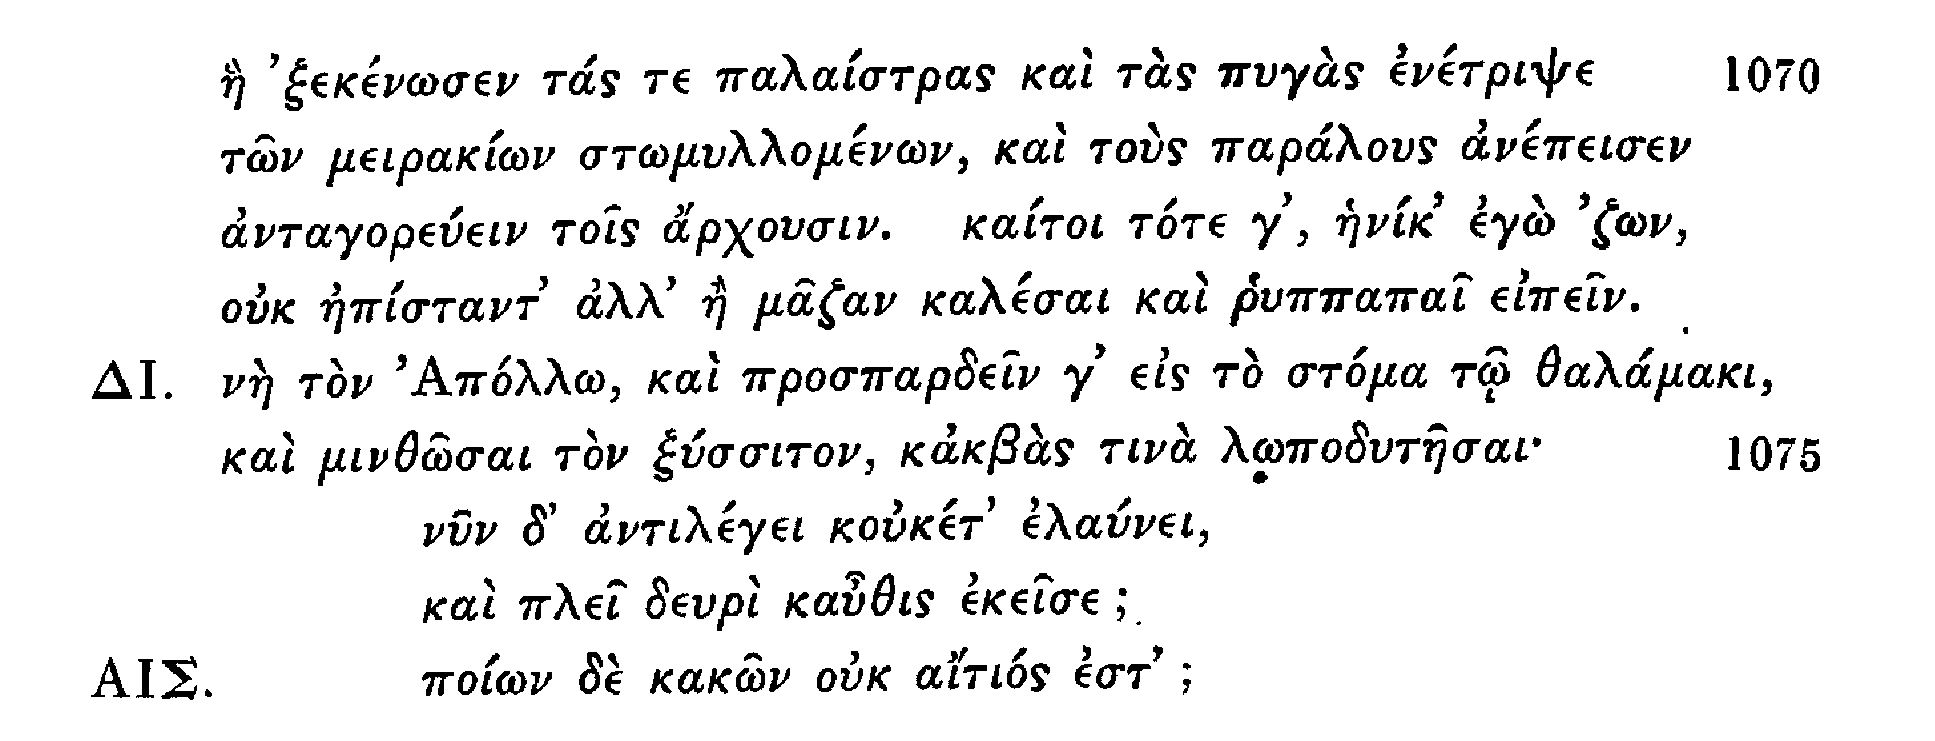 ἣ ’ξεκένωσεν τάς τε παλαίστρας καὶ τὰς πυγὰς ἐνέτριψε 1070
τῶν μειρακίων στωμυλλομένων, καὶ τοὺς παράλους ἀνέπεισεν
ἀνταγορεύειν τοῖς ἄρχουσιν. καίτοι τότε γ’, ἡνίκ’ ἐγὼ ’ζων,
οὐκ ἠπίσταντ’ ἀλλ’ ἢ μᾶζαν καλέσαι καὶ ῥυππαπαῖ εἰπεῖν.
ΔΙ. νὴ τὸν ’Απόλλω, καὶ προσπαρδεῖν γ’ εἰς τὸ στόμα τῷ θαλάμακι,
καὶ μινθῶσαι τὸν ξύσσιτον, κἀκβὰς τινὰ λωποδυτῆσαι· 1075
νῦν δ’ ἀντιλέγει κοὐκέτ’ ἐλαύνει,
καὶ πλεῖ δευρὶ καὖθις ἐκεῖσε;
ΑΙΣ. ποίων δὲ κακῶν οὐκ αἴτιός ἐστ’;